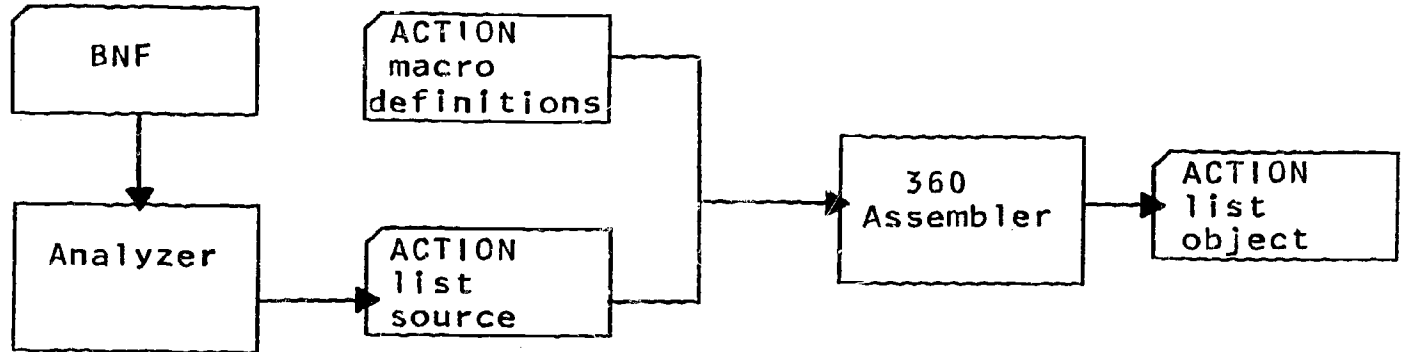 BNF
ACTION
macro
definitions
360
Assembler
ACTION
list
object
Analyzer
ACTION
list
source